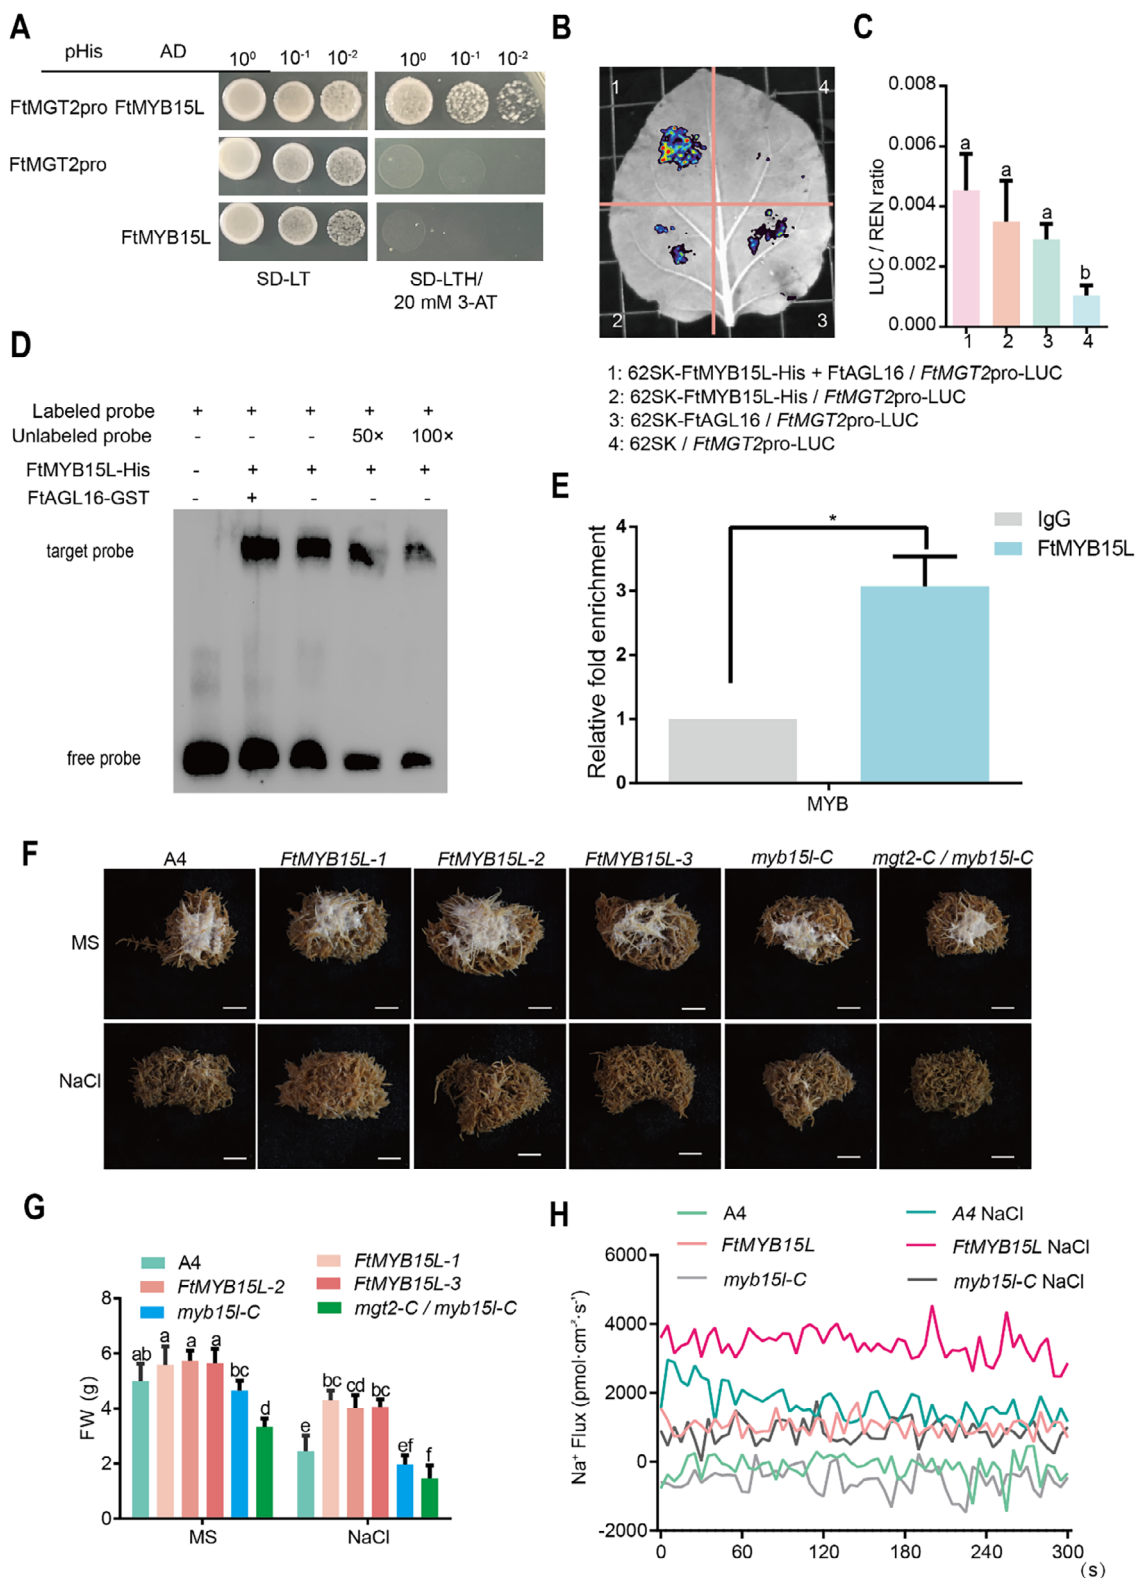 A
pHis AD 10⁰ 10⁻¹ 10⁻² 10⁰ 10⁻¹ 10⁻²
FtMGT2pro FtMYB15L
FtMGT2pro
FtMYB15L
SD-LT SD-LTH/
20 mM 3-AT
B
1 4
2 3
C
LUC / REN ratio
0.008
0.006
0.004
0.002
0.000
a a a b
1 2 3 4
1: 62SK-FtMYB15L-His + FtAGL16 / FtMGT2pro-LUC
2: 62SK-FtMYB15L-His / FtMGT2pro-LUC
3: 62SK-FtAGL16 / FtMGT2pro-LUC
4: 62SK / FtMGT2pro-LUC
D
Labeled probe + + + + +
Unlabeled probe - - - 50× 100×
FtMYB15L-His - + + + +
FtAGL16-GST - + - - -
target probe
free probe
E
Relative fold enrichment
4
3
2
1
0
*
IgG
FtMYB15L
MYB
F
A4 FtMYB15L-1 FtMYB15L-2 FtMYB15L-3 myb15l-C mgt2-C / myb15l-C
MS
NaCl
G
A4 FtMYB15L-1
FtMYB15L-2 FtMYB15L-3
myb15l-C mgt2-C / myb15l-C
FW (g)
8
6
4
2
0
ab a a a bc d e bc cd bc ef f
MS NaCl
H
A4 A4 NaCl
FtMYB15L FtMYB15L NaCl
myb15l-C myb15l-C NaCl
Na⁺ Flux (pmol·cm⁻²·s⁻¹)
6000
4000
2000
0
-2000
0 60 120 180 240 300 (s)